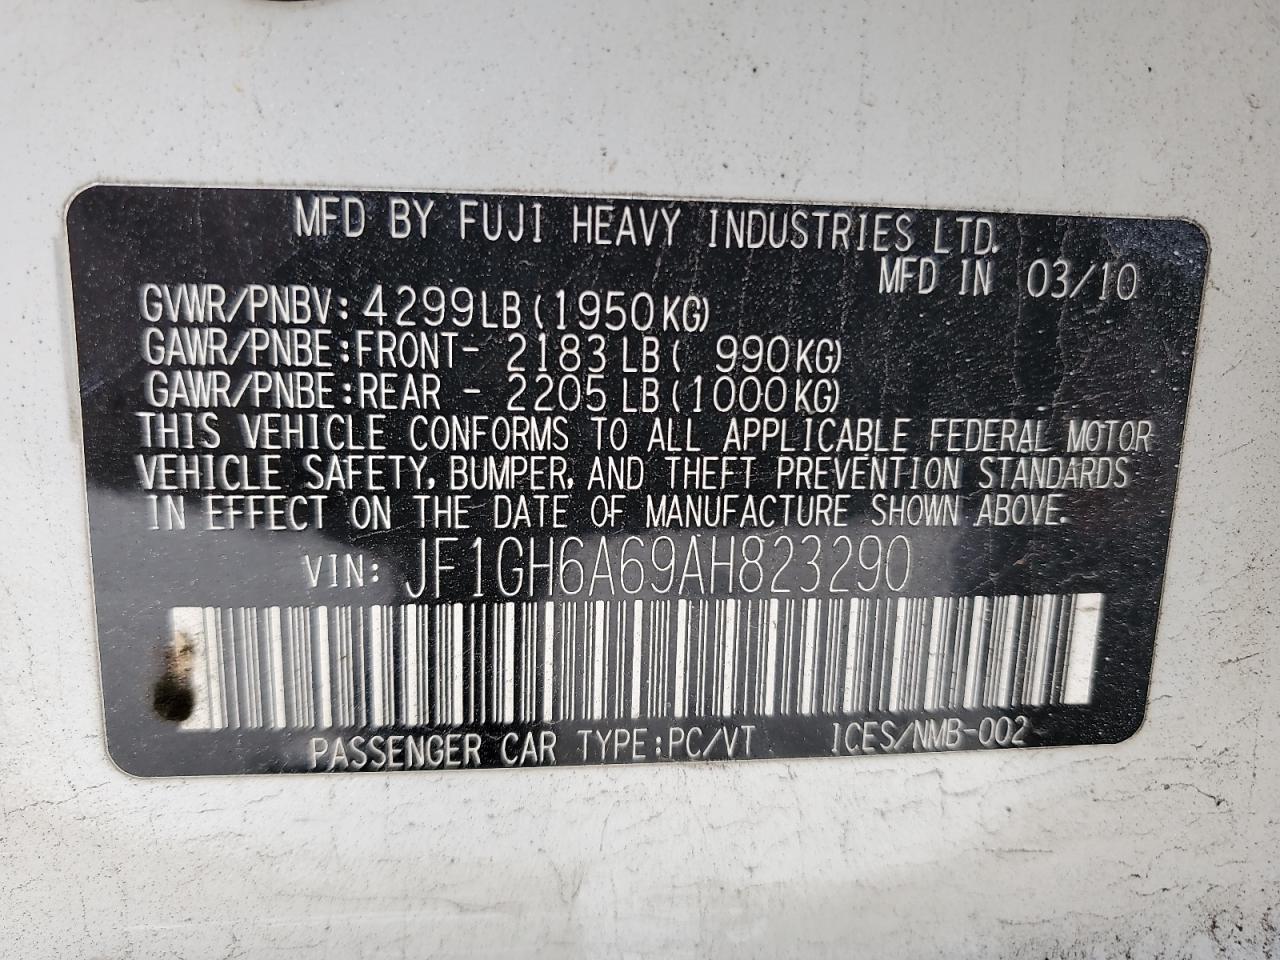 MFD BY FUJI HEAVY INDUSTRIES LTD.
MFD IN 03/10
GVWR/PNBV: 4299LB(1950KG)
GAWR/PNBE:FRONT- 2183LB( 990KG)
GAWR/PNBE:REAR - 2205LB(1000KG)
THIS VEHICLE CONFORMS TO ALL APPLICABLE FEDERAL MOTOR
VEHICLE SAFETY, BUMPER, AND THEFT PREVENTION STANDARDS
IN EFFECT ON THE DATE OF MANUFACTURE SHOWN ABOVE.
VIN: JF1GH6A69AH823290
PASSENGER CAR TYPE:PC/VT ICES/NMB-002